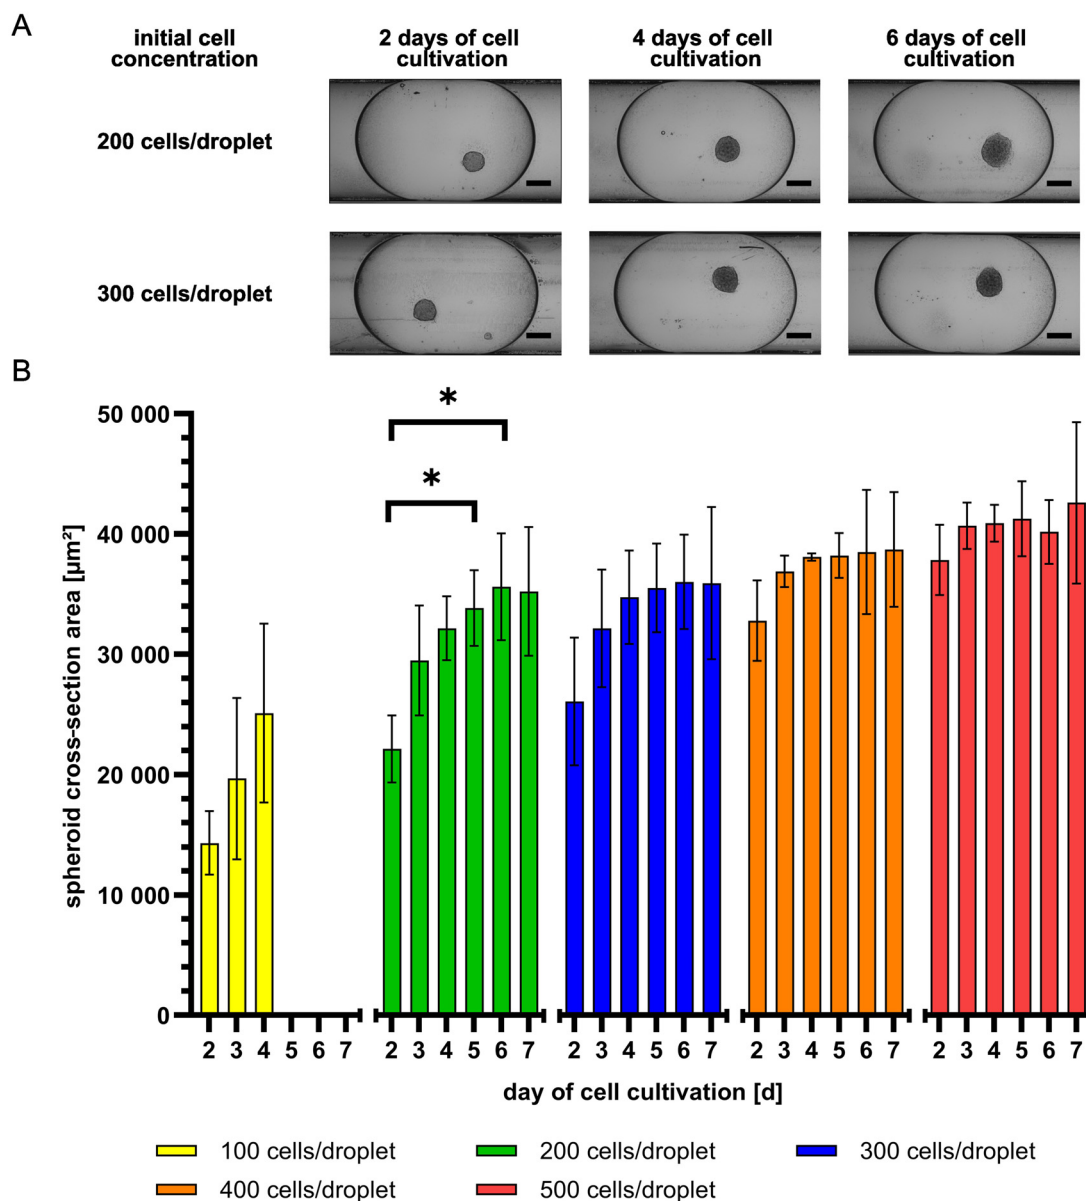 A
initial cell
concentration
2 days of cell
cultivation
4 days of cell
cultivation
6 days of cell
cultivation
200 cells/droplet
300 cells/droplet
B
*
*
50 000
40 000
30 000
20 000
10 000
0
spheroid cross-section area [µm²]
2 3 4 5 6 7 2 3 4 5 6 7 2 3 4 5 6 7 2 3 4 5 6 7 2 3 4 5 6 7
day of cell cultivation [d]
100 cells/droplet 200 cells/droplet 300 cells/droplet
400 cells/droplet 500 cells/droplet